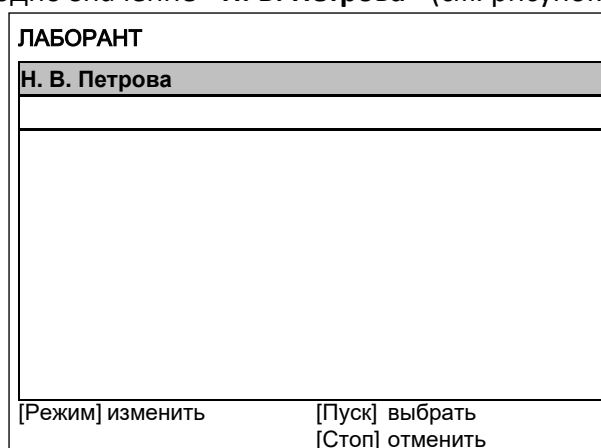 ЛАБОРАНТ
Н. В. Петрова
[Режим] изменить [Пуск] выбрать
[Стоп] отменить